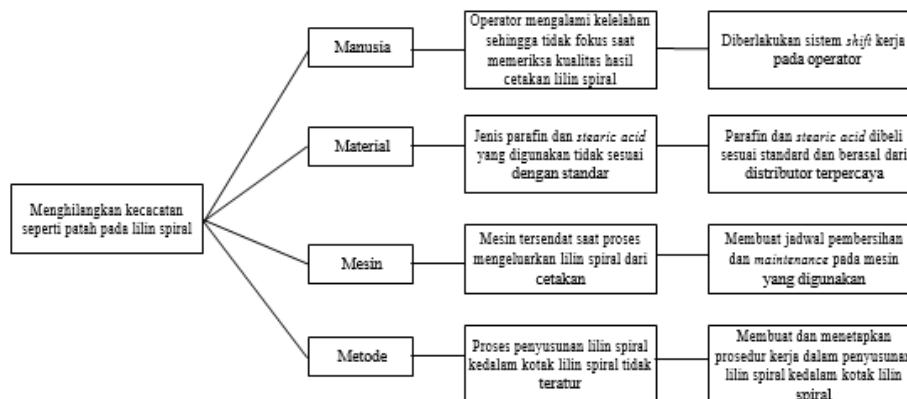 Menghilangkan kecacatan
seperti patah pada lilin spiral
Manusia
Operator mengalami kelelahan
sehingga tidak fokus saat
memeriksa kualitas hasil
cetakan lilin spiral
Diberlakukan sistem shift kerja
pada operator
Material
Jenis parafin dan stearic acid
yang digunakan tidak sesuai
dengan standar
Parafin dan stearic acid dibeli
sesuai standard dan berasal dari
distributor terpercaya
Mesin
Mesin tersendat saat proses
mengeluarkan lilin spiral dari
cetakan
Membuat jadwal pembersihan
dan maintenance pada mesin
yang digunakan
Metode
Proses penyusunan lilin spiral
kedalam kotak lilin spiral tidak
teratur
Membuat dan menetapkan
prosedur kerja dalam penyusunan
lilin spiral kedalam kotak lilin
spiral